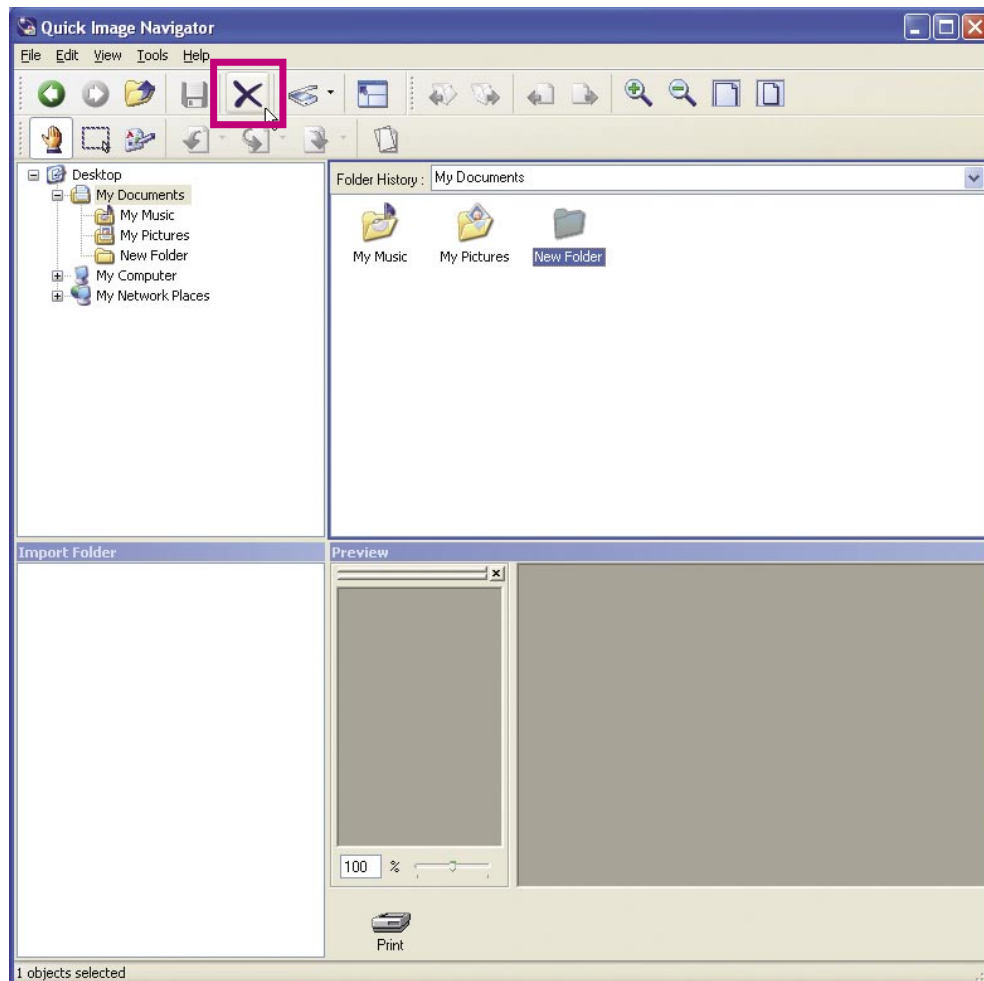 Quick Image Navigator
File Edit View Tools Help
Desktop
My Documents
My Music
My Pictures
New Folder
My Computer
My Network Places
Folder History : My Documents
My Music My Pictures New Folder
Import Folder
Preview
100 %
Print
1 objects selected